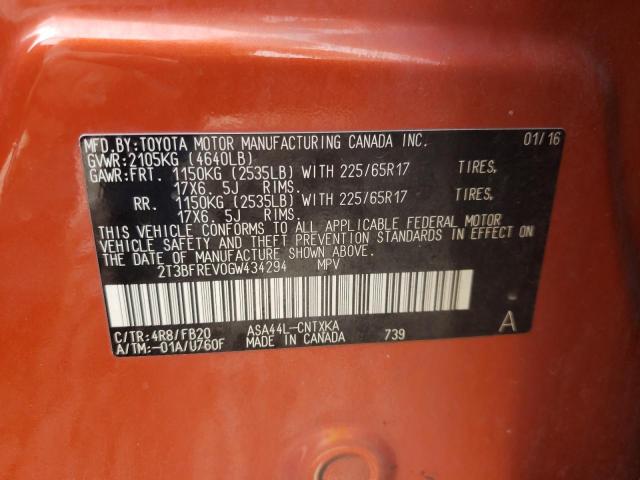 MFD.BY:TOYOTA MOTOR MANUFACTURING CANADA INC. 01/16
GVWR:2105KG (4640LB)
GAWR:FRT. 1150KG (2535LB) WITH 225/65R17 TIRES,
17X6.5J RIMS.
RR. 1150KG (2535LB) WITH 225/65R17 TIRES,
17X6.5J RIMS.
THIS VEHICLE CONFORMS TO ALL APPLICABLE FEDERAL MOTOR
VEHICLE SAFETY AND THEFT PREVENTION STANDARDS IN EFFECT
ON THE DATE OF MANUFACTURE SHOWN ABOVE.
2T3BFREV0GW434294 MPV
C/TR:4R8/FB20 ASA44L-CNTXKA A
A/TM:-01A/U760F MADE IN CANADA 739